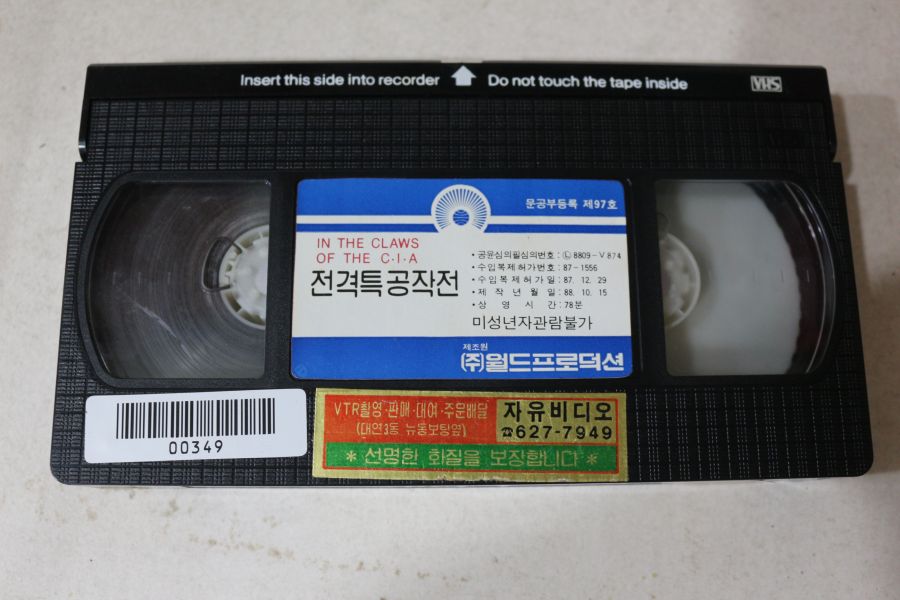 Insert this side into recorder Do not touch the tape inside VHS
문공부등록 제97호
IN THE CLAWS
OF THE C·I·A
전격특공작전
• 공윤심의필심의번호 : Ⓛ 8809-V874
• 수입복제허가번호 : 87-1556
• 수입복제허가일 : 87. 12. 29
• 제작년월일 : 88. 10. 15
• 상영시간 : 78분
미성년자관람불가
제조원
(주)월드프로덕션
00349
VTR촬영·판매·대여·주문배달
(대연3동 뉴동보탕옆)
자유비디오
☎627-7949
* 선명한 화질을 보장합니다 *